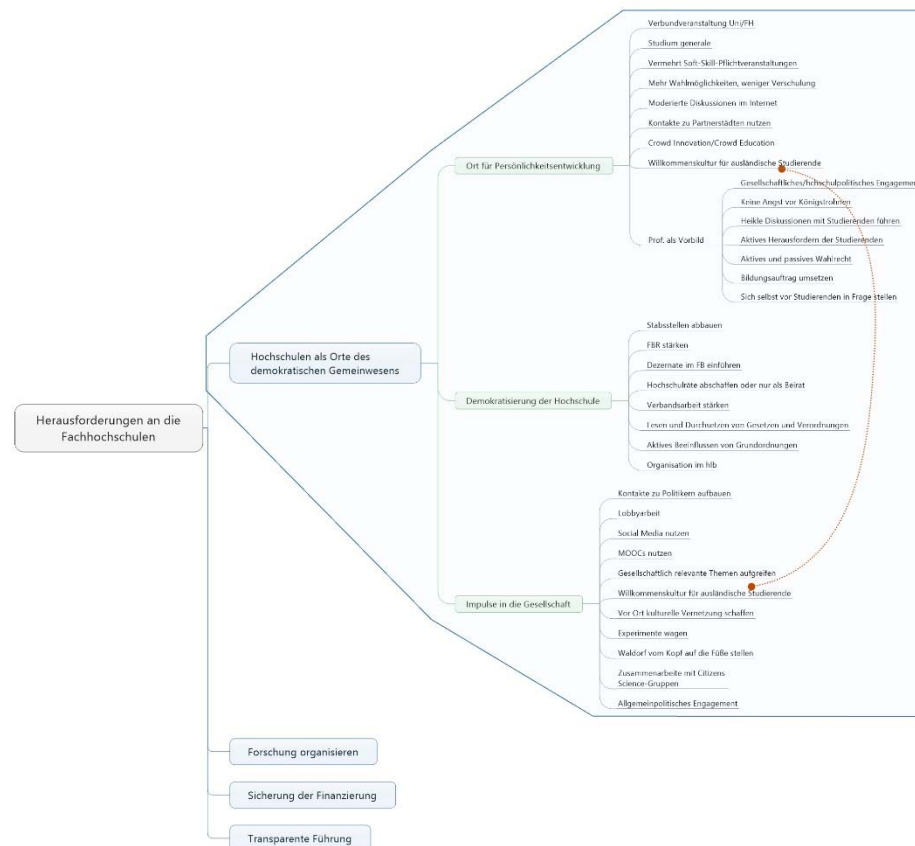 Herausforderungen an die
Fachhochschulen
Hochschulen als Orte des
demokratischen Gemeinwesens
Ort für Persönlichkeitsentwicklung
Verbundveranstaltung Uni/FH
Studium generale
Vermehrt Soft-Skill-Pflichtveranstaltungen
Mehr Wahlmöglichkeiten, weniger Verschulung
Moderierte Diskussionen im Internet
Kontakte zu Partnerstädten nutzen
Crowd Innovation/Crowd Education
Willkommenskultur für ausländische Studierende
Prof. als Vorbild
Gesellschaftliches/hchschulpolitisches Engagemen
Keine Angst vor Königstrohnen
Heikle Diskussionen mit Studierenden führen
Aktives Herausfordern der Studierenden
Aktives und passives Wahlrecht
Bildungsauftrag umsetzen
Sich selbst vor Studierenden in Frage stellen
Demokratisierung der Hochschule
Stabsstellen abbauen
FBR stärken
Dezernate im FB einführen
Hochschulräte abschaffen oder nur als Beirat
Verbandsarbeit stärken
Lesen und Durchsetzen von Gesetzen und Verordnungen
Aktives Beeinflussen von Grundordnungen
Organisation im hlb
Impulse in die Gesellschaft
Kontakte zu Politikern aufbauen
Lobbyarbeit
Social Media nutzen
MOOCs nutzen
Gesellschaftlich relevante Themen aufgreifen
Willkommenskultur für ausländische Studierende
Vor Ort kulturelle Vernetzung schaffen
Experimente wagen
Waldorf vom Kopf auf die Füße stellen
Zusammenarbeite mit Citizens
Science-Gruppen
Allgemeinpolitisches Engagement
Forschung organisieren
Sicherung der Finanzierung
Transparente Führung